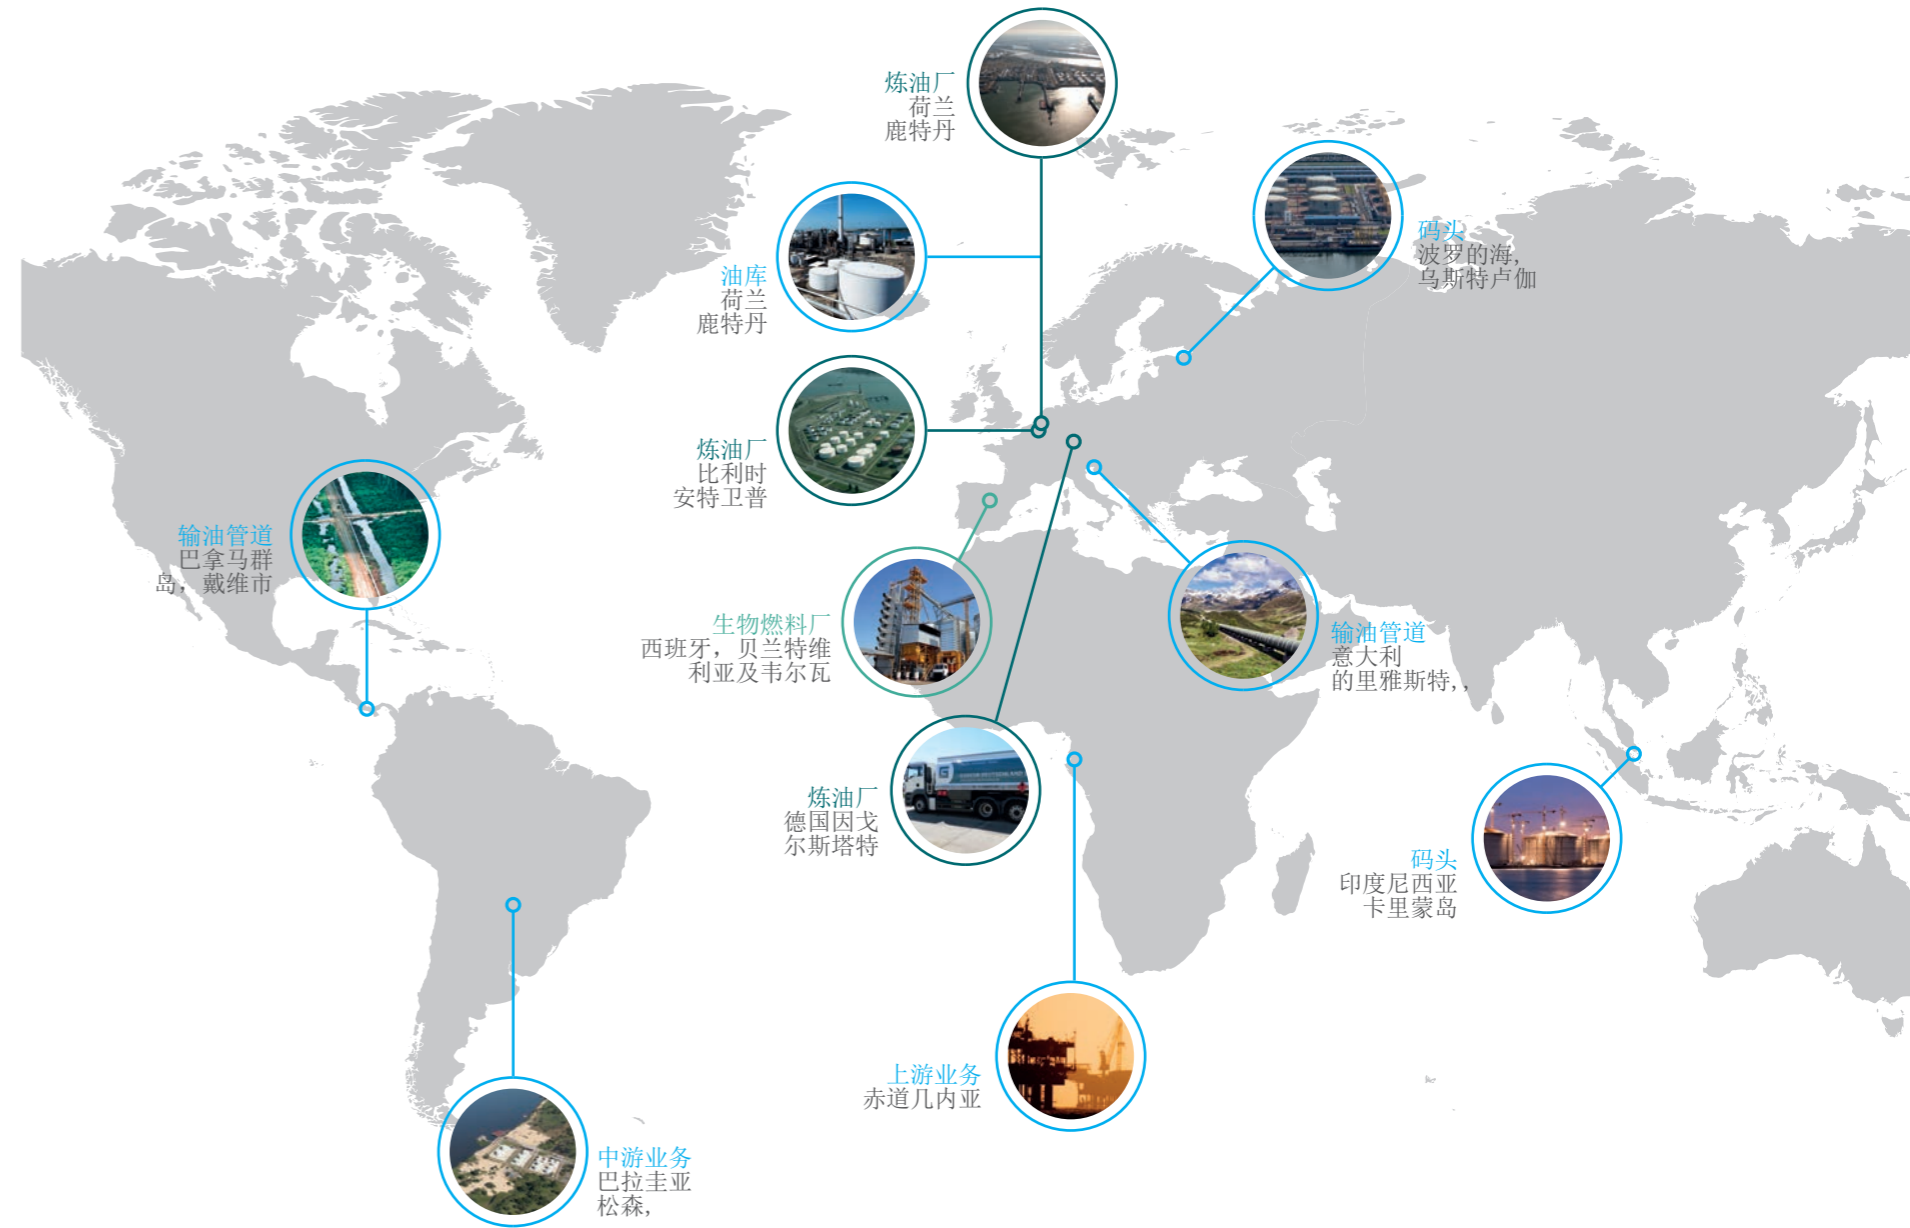 炼油厂
荷兰
鹿特丹
码头
波罗的海,
乌斯特卢伽
油库
荷兰
鹿特丹
炼油厂
比利时
安特卫普
输油管道
巴拿马群
岛，戴维市
生物燃料厂
西班牙，贝兰特维
利亚及韦尔瓦
输油管道
意大利
的里雅斯特,,
炼油厂
德国因戈
尔斯塔特
码头
印度尼西亚
卡里蒙岛
上游业务
赤道几内亚
中游业务
巴拉圭亚
松森,